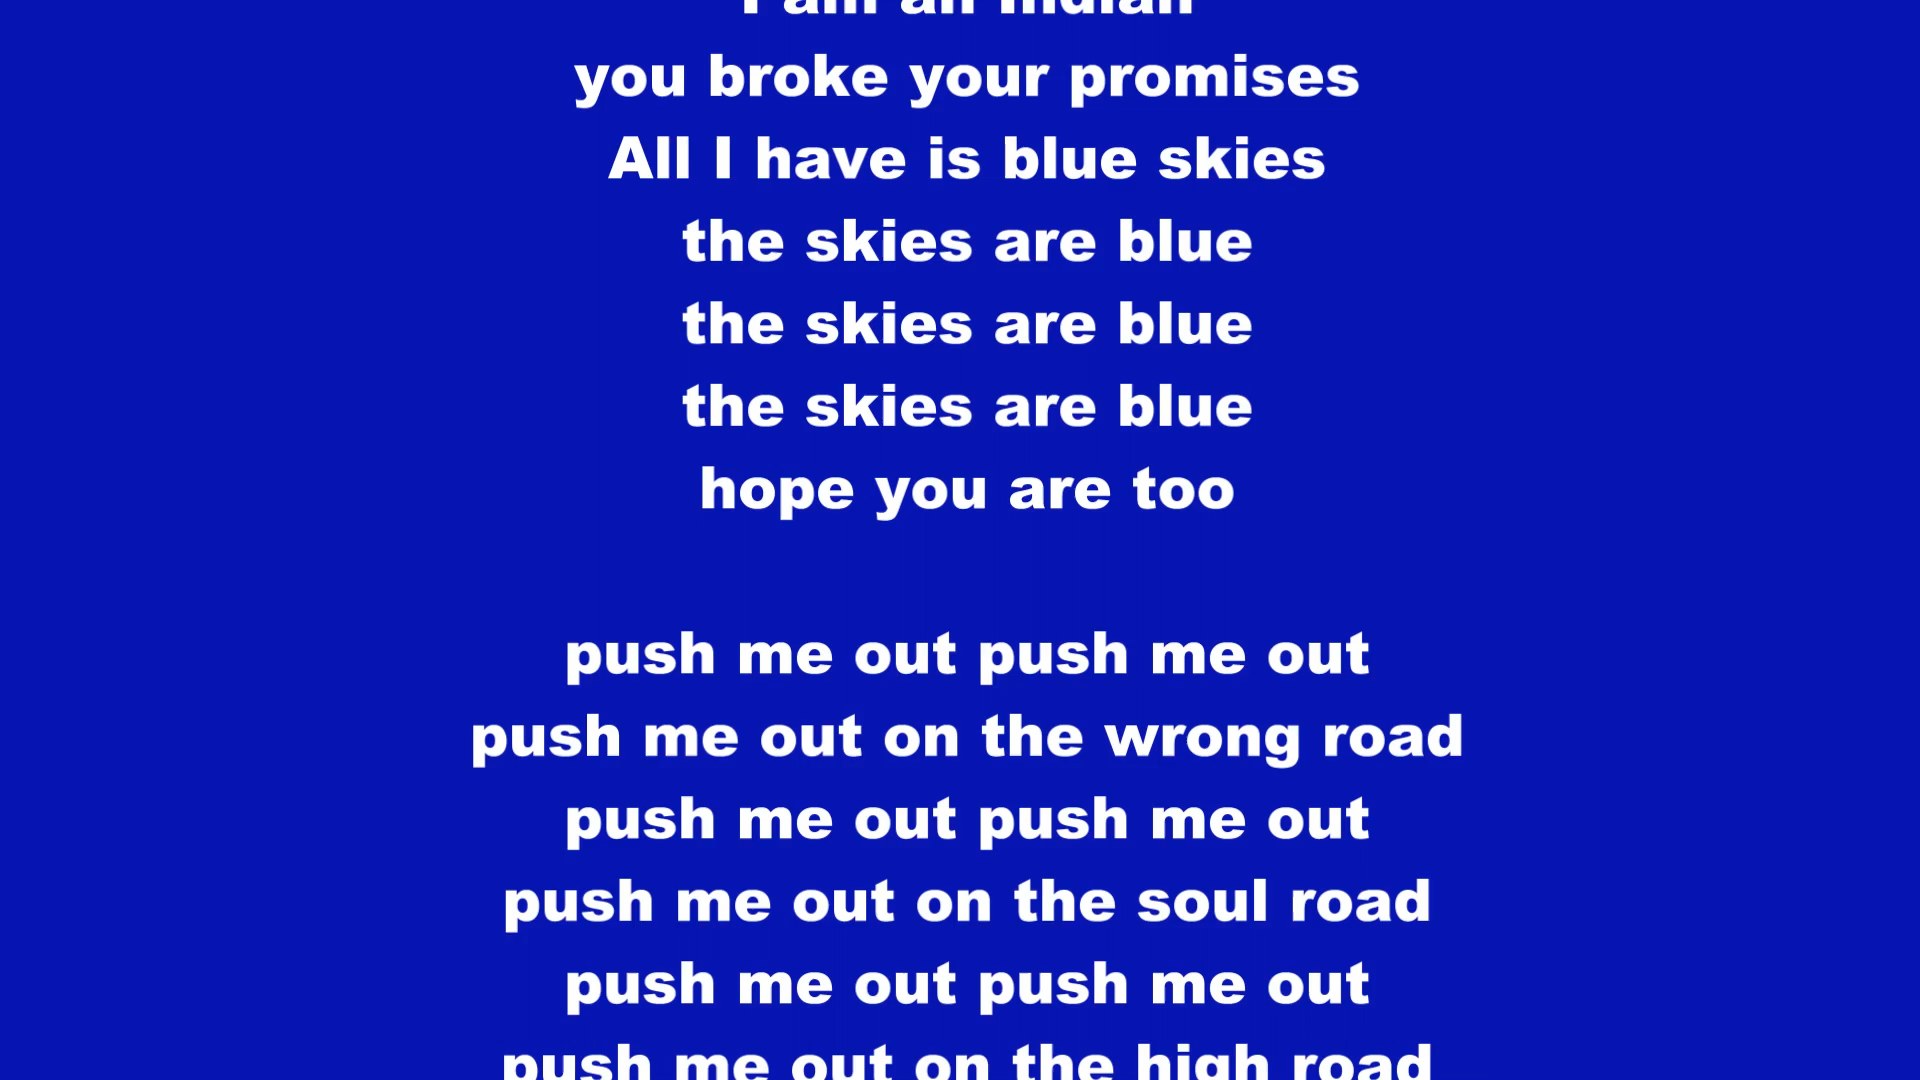 I am an Indian
you broke your promises
All I have is blue skies
the skies are blue
the skies are blue
the skies are blue
hope you are too
push me out push me out
push me out on the wrong road
push me out push me out
push me out on the soul road
push me out push me out
push me out on the high road